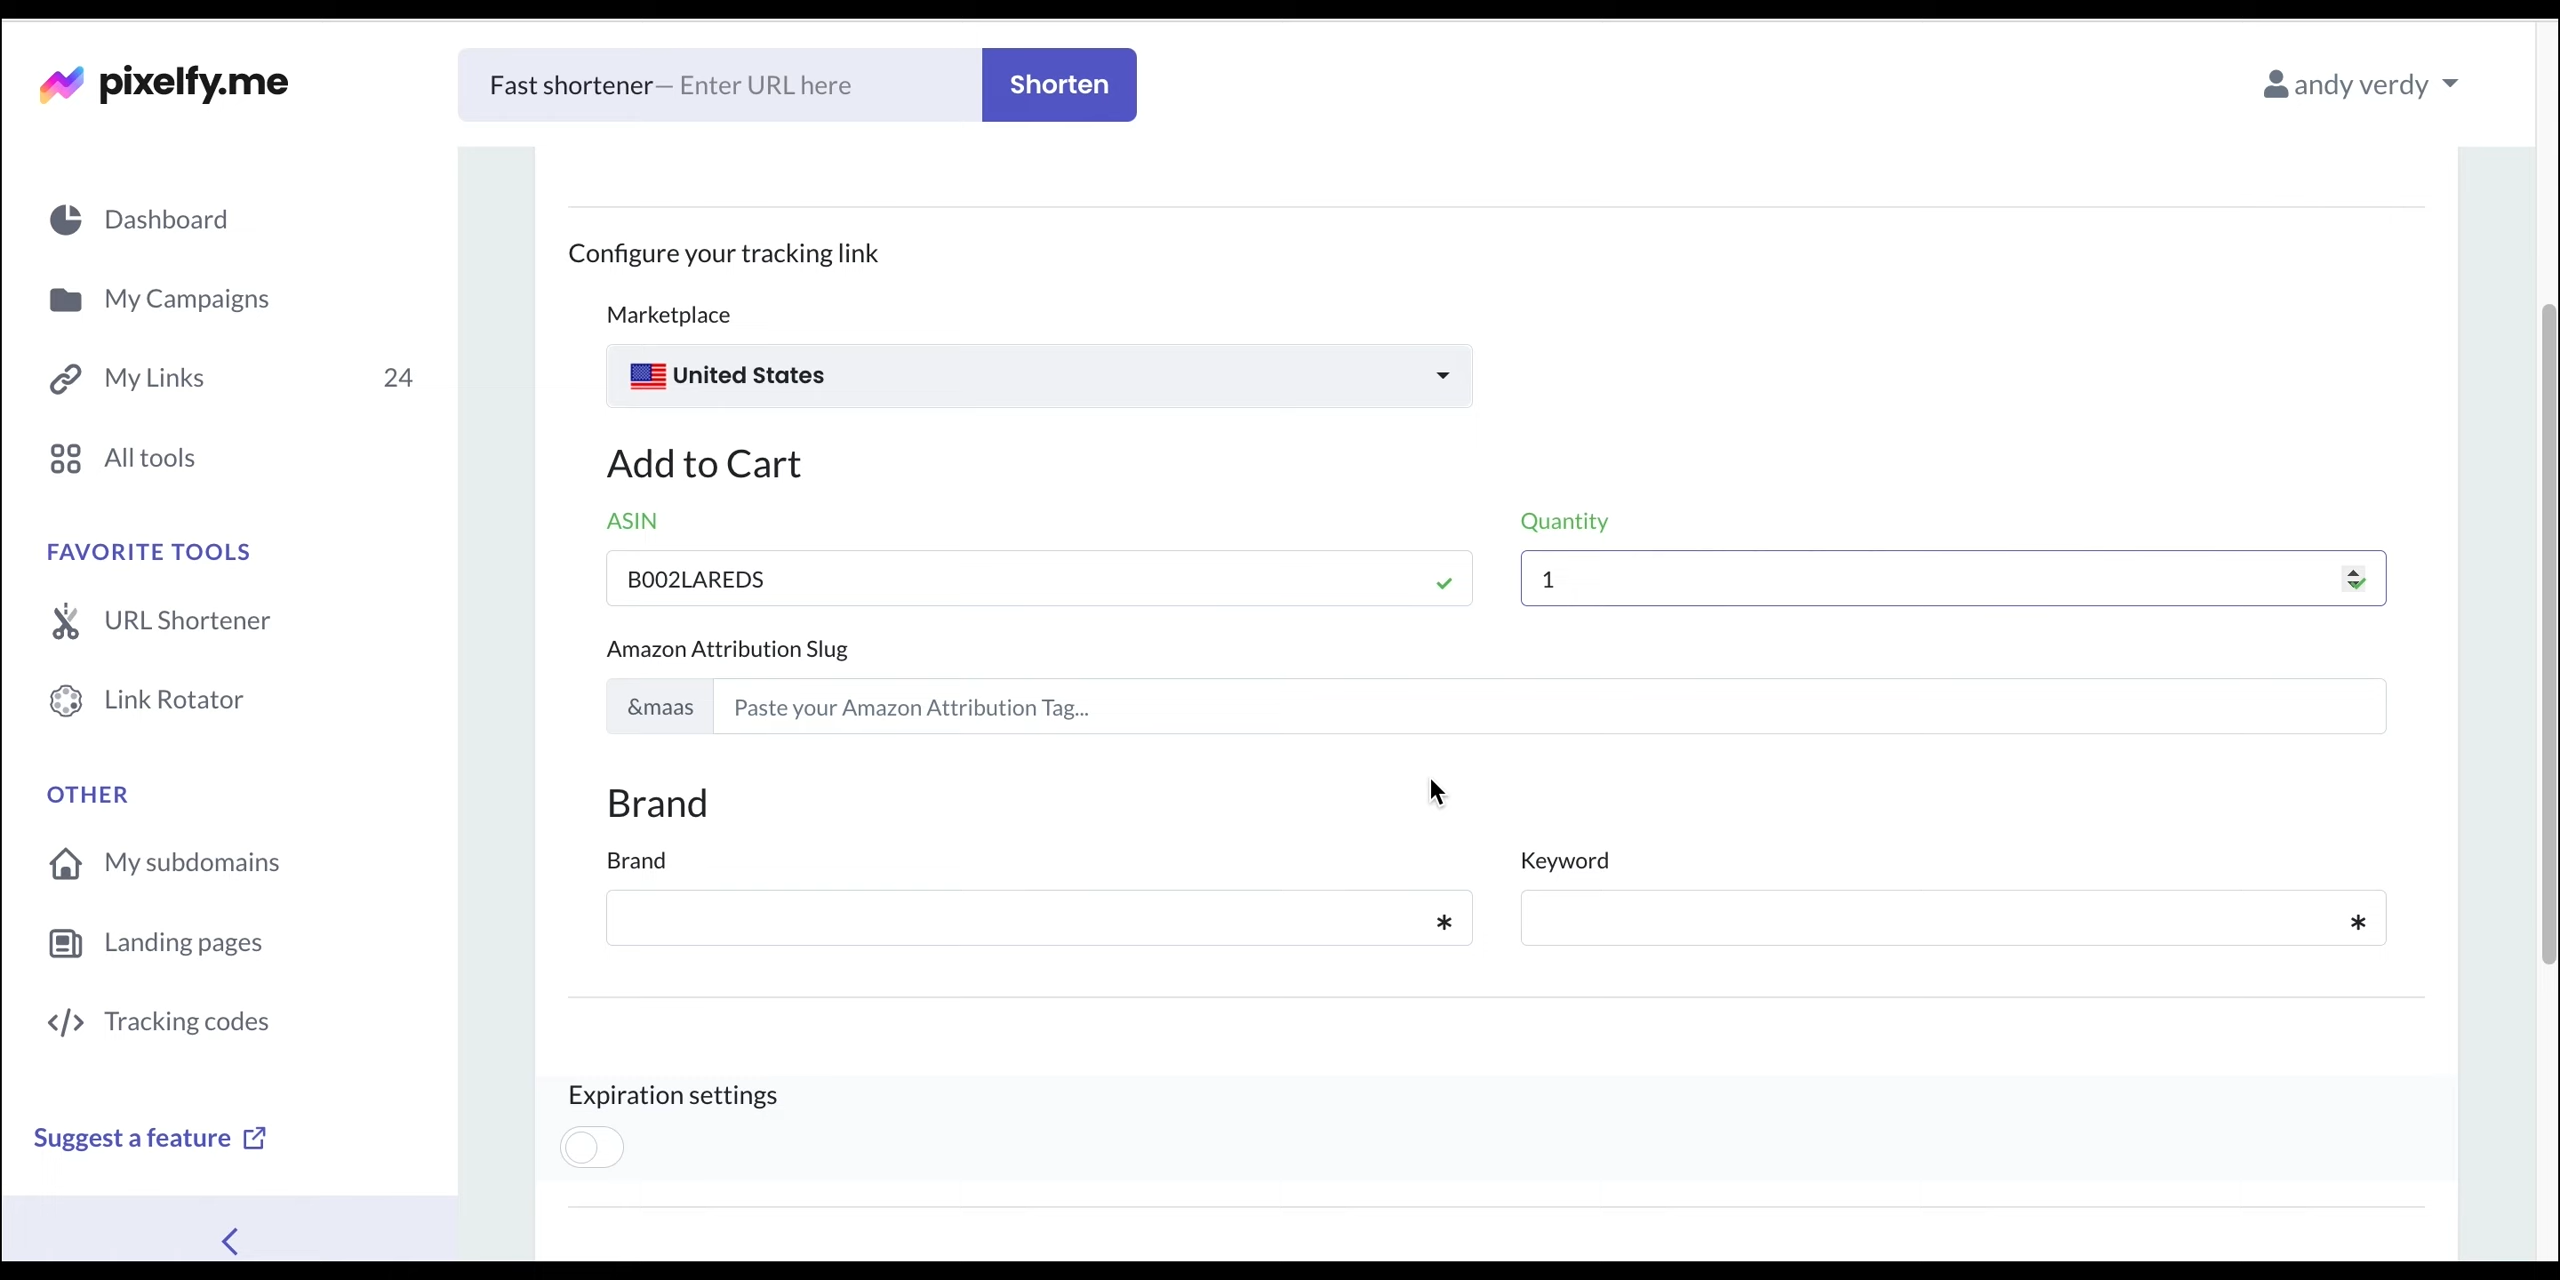 pixelfy.me
Fast shortener— Enter URL here
Shorten
andy verdy
Dashboard
My Campaigns
My Links 24
All tools
FAVORITE TOOLS
URL Shortener
Link Rotator
OTHER
My subdomains
Landing pages
Tracking codes
Suggest a feature
Configure your tracking link
Marketplace
United States
Add to Cart
ASIN Quantity
B002LAREDS 1
Amazon Attribution Slug
&maas Paste your Amazon Attribution Tag...
Brand
Brand Keyword
* *
Expiration settings